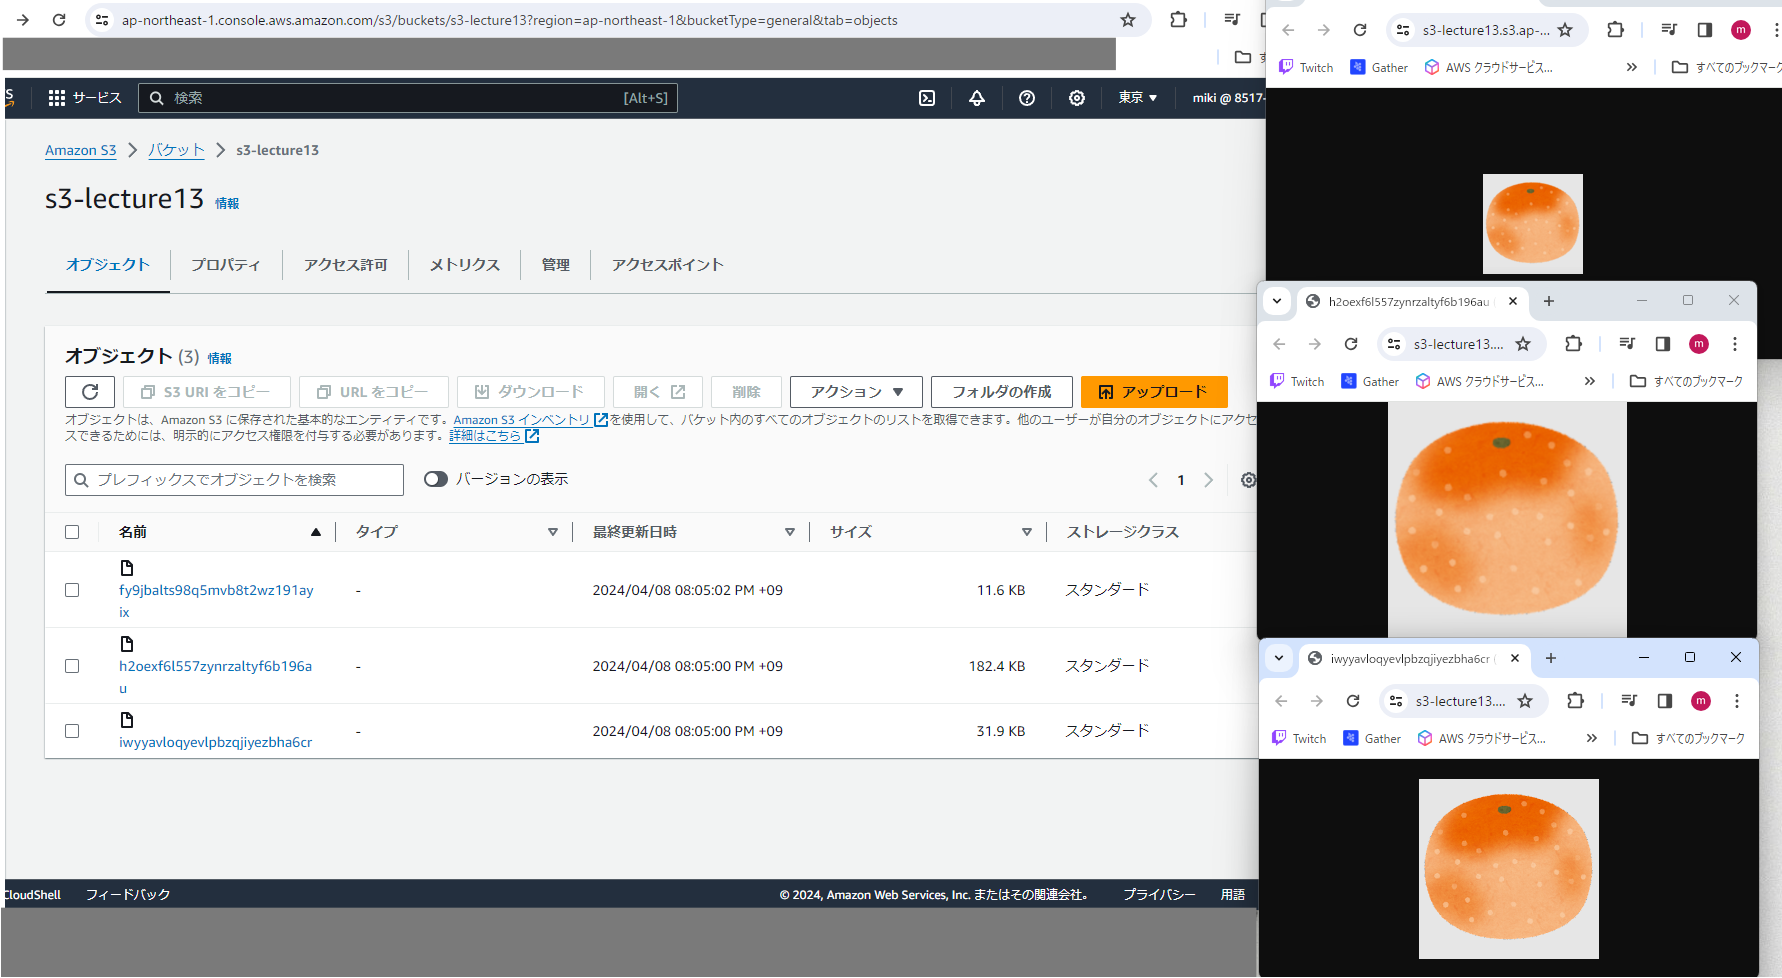 ap-northeast-1.console.aws.amazon.com/s3/buckets/s3-lecture13?region=ap-northeast-1&bucketType=general&tab=objects
サービス
検索
[Alt+S]
東京
miki @ 8517-
Amazon S3
バケット
s3-lecture13
s3-lecture13
情報
オブジェクト
プロパティ
アクセス許可
メトリクス
管理
アクセスポイント
オブジェクト (3)
情報
S3 URI をコピー
URL をコピー
ダウンロード
開く
削除
アクション
フォルダの作成
アップロード
オブジェクトは、Amazon S3 に保存された基本的なエンティティです。Amazon S3 インベントリ を使用して、バケット内のすべてのオブジェクトのリストを取得できます。他のユーザーが自分のオブジェクトにアクセ
スできるためには、明示的にアクセス権限を付与する必要があります。詳細はこちら
プレフィックスでオブジェクトを検索
バージョンの表示
1
名前
タイプ
最終更新日時
サイズ
ストレージクラス
fy9jbalts98q5mvb8t2wz191ay
ix
-
2024/04/08 08:05:02 PM +09
11.6 KB
スタンダード
h2oexf6l557zynrzaltyf6b196a
u
-
2024/04/08 08:05:00 PM +09
182.4 KB
スタンダード
iwyyavloqyevlpbzqjiyezbha6cr
-
2024/04/08 08:05:00 PM +09
31.9 KB
スタンダード
CloudShell
フィードバック
© 2024, Amazon Web Services, Inc. またはその関連会社。
プライバシー
用語
s3-lecture13.s3.ap-...
m
Twitch
Gather
AWS クラウドサービス...
すべてのブックマーク
h2oexf6l557zynrzaltyf6b196au
s3-lecture13....
m
Twitch
Gather
AWS クラウドサービス...
すべてのブックマーク
iwyyavloqyevlpbzqjiyezbha6cr (
s3-lecture13....
m
Twitch
Gather
AWS クラウドサービス...
すべてのブックマーク